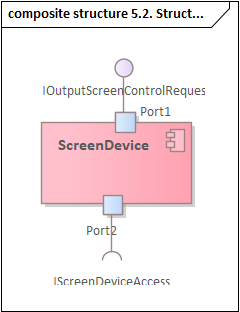 composite structure 5.2. Struct...
IOutputScreenControlReques
Port1
ScreenDevice
Port2
IScreenDeviceAccess